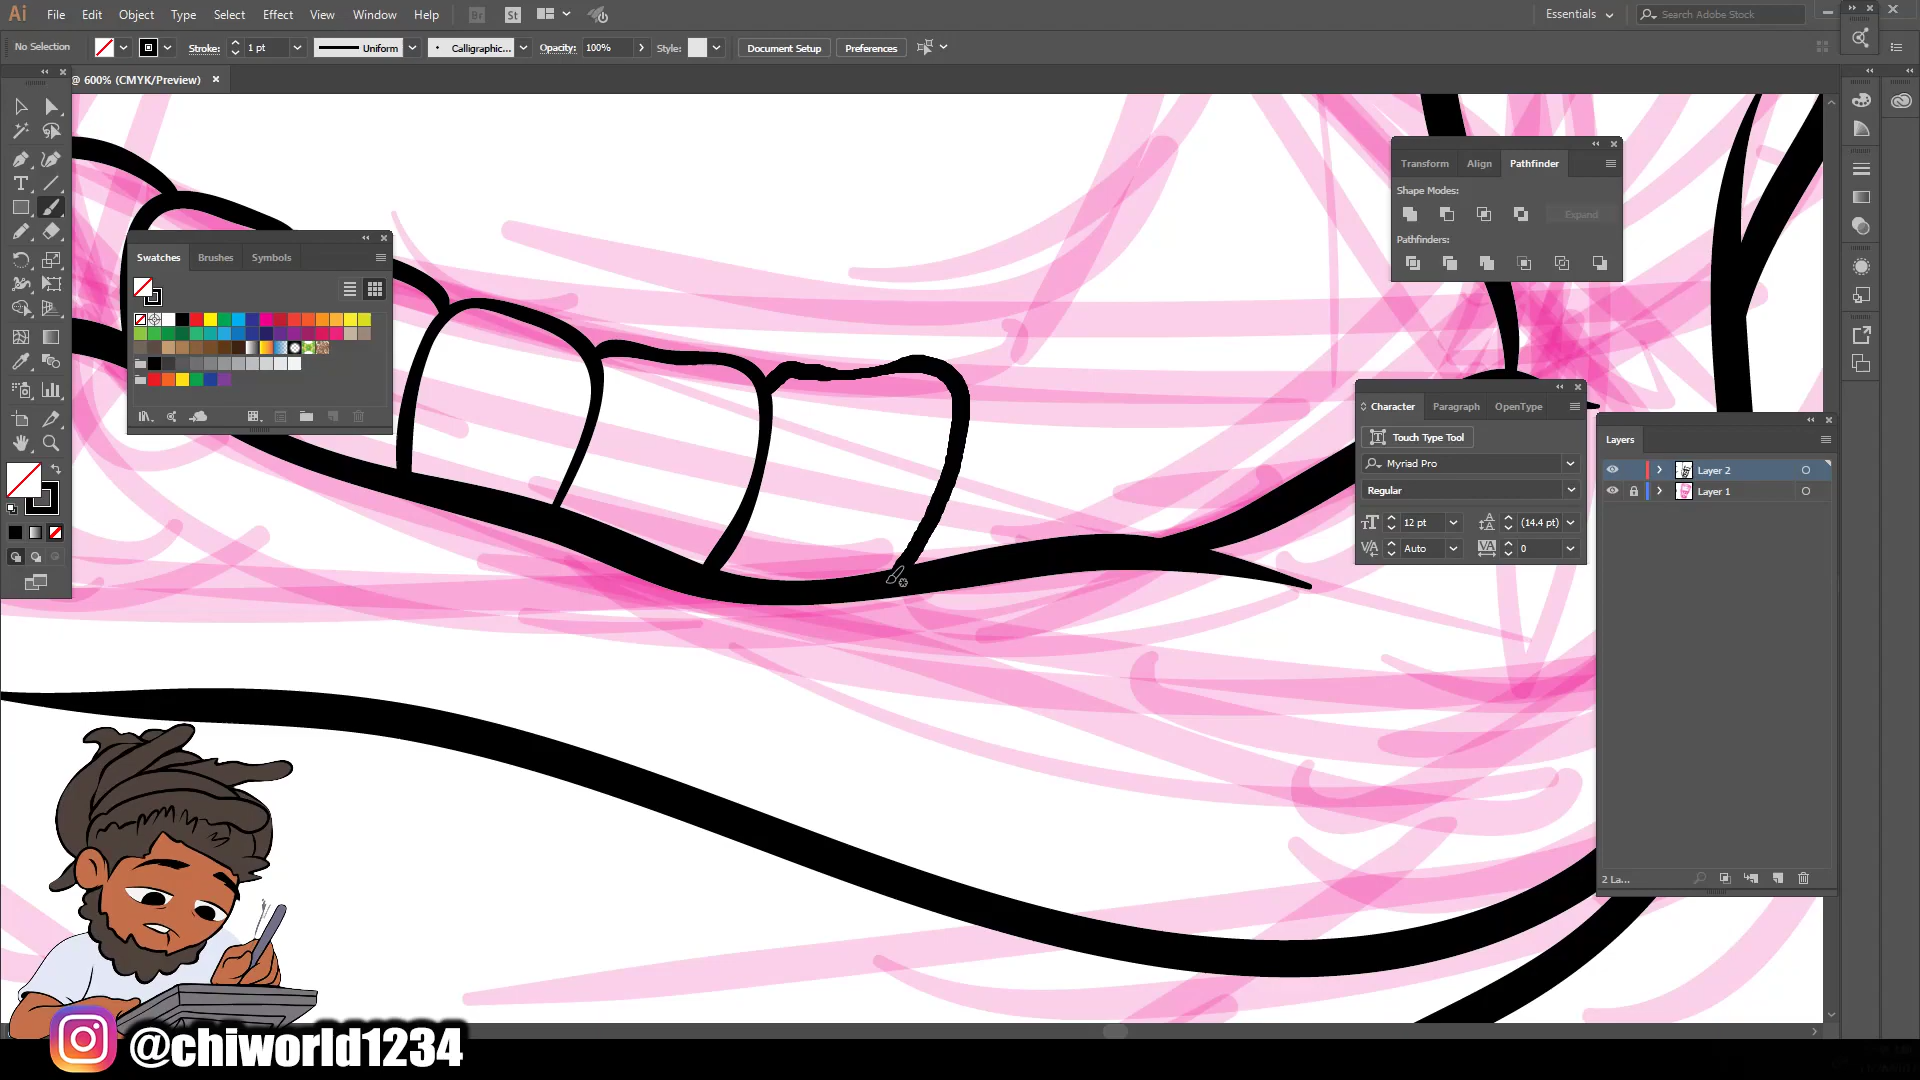 Ai File Edit Object Type Select Effect View Window Help Br St Essentials Search Adobe Stock
No Selection Stroke: 1 pt Uniform Calligraphic... Opacity: 100% Style: Document Setup Preferences
@ 600% (CMYK/Preview)
Transform Align Pathfinder
Shape Modes:
Expand
Pathfinders:
Swatches Brushes Symbols
Character Paragraph OpenType
Touch Type Tool
Myriad Pro
Regular
12 pt (14.4 pt)
Auto 0
Layers
Layer 2
Layer 1
2 La...
@chiworld1234